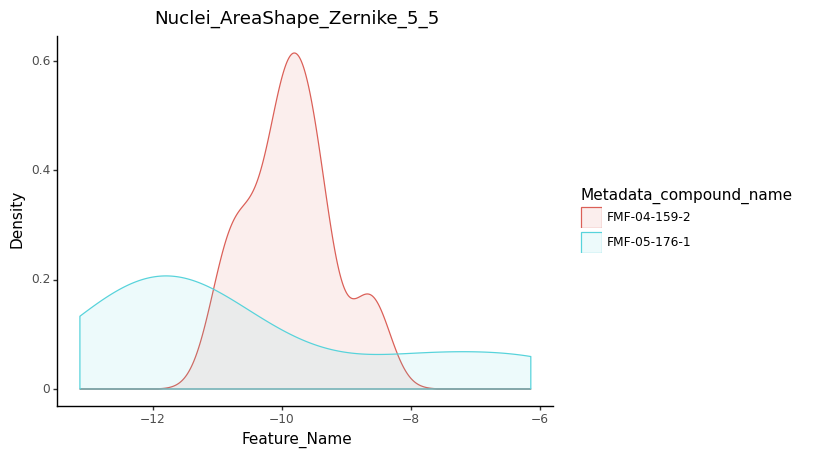 Nuclei_AreaShape_Zernike_5_5
0.6
0.4
0.2
0
Density
−12
−10
−8
−6
Feature_Name
Metadata_compound_name
FMF-04-159-2
FMF-05-176-1